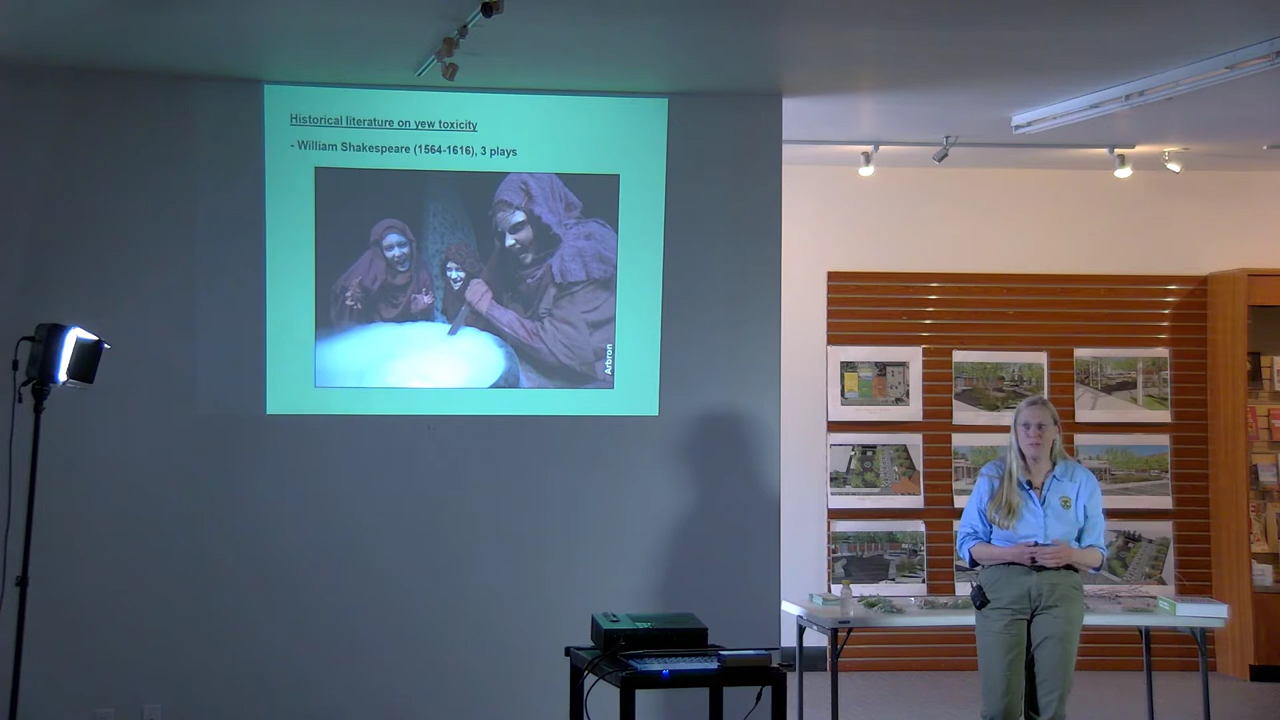 Historical literature on yew toxicity
- William Shakespeare (1564-1616), 3 plays
Arbron